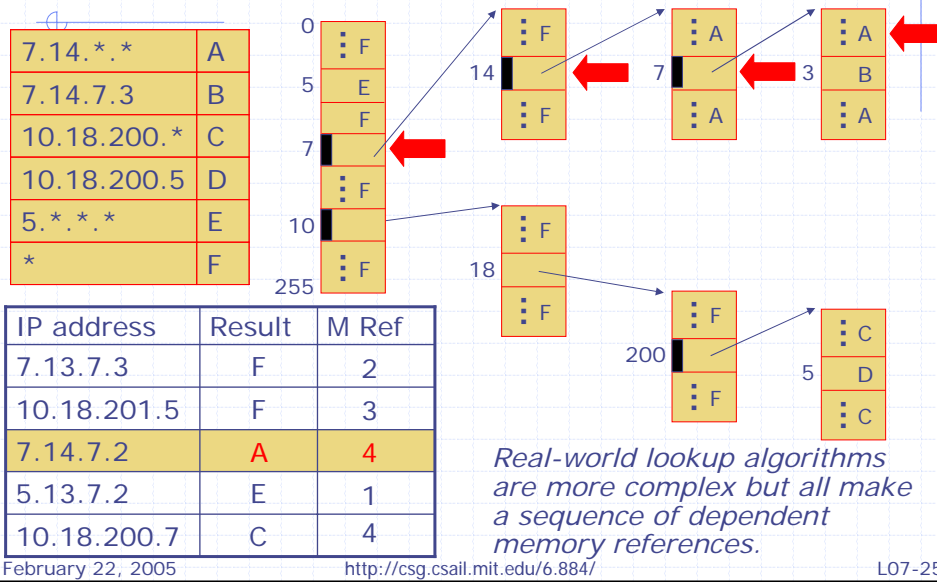 7.14.*.* A
7.14.7.3 B
10.18.200.* C
10.18.200.5 D
5.*.*.* E
* F
0
⋮ F
5 E
F
7
⋮ F
10
⋮ F
255
⋮ F
14
⋮ F
⋮ A
7
⋮ A
⋮ A
3 B
⋮ A
⋮ F
18
⋮ F
⋮ F
200
⋮ F
⋮ C
5 D
⋮ C
IP address Result M Ref
7.13.7.3 F 2
10.18.201.5 F 3
7.14.7.2 A 4
5.13.7.2 E 1
10.18.200.7 C 4
Real-world lookup algorithms
are more complex but all make
a sequence of dependent
memory references.
February 22, 2005 http://csg.csail.mit.edu/6.884/ L07-25